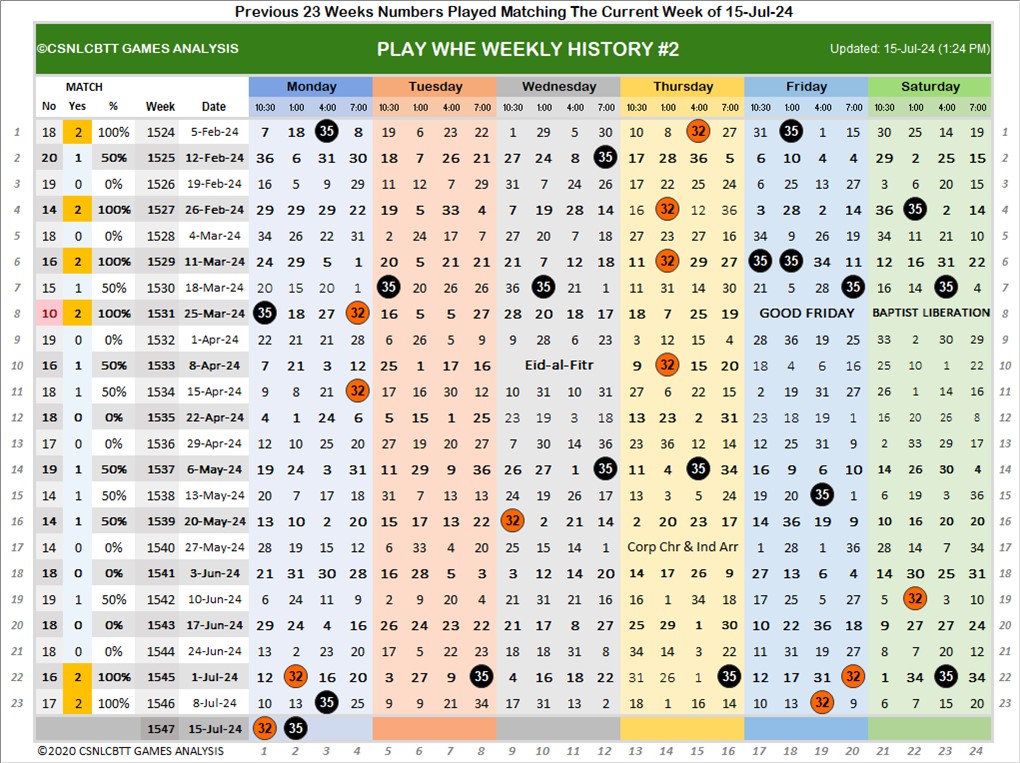 Previous 23 Weeks Numbers Played Matching The Current Week of 15-Jul-24
©CSNLCBTT GAMES ANALYSIS PLAY WHE WEEKLY HISTORY #2 Updated: 15-Jul-24 (1:24 PM)
MATCH Monday Tuesday Wednesday Thursday Friday Saturday
No Yes % Week Date 10:30 1:00 4:00 7:00 10:30 1:00 4:00 7:00 10:30 1:00 4:00 7:00 10:30 1:00 4:00 7:00 10:30 1:00 4:00 7:00 10:30 1:00 4:00 7:00
1 18 2 100% 1524 5-Feb-24 7 18 35 8 19 6 23 22 1 29 5 30 10 8 32 27 31 35 1 15 30 25 14 19 1
2 20 1 50% 1525 12-Feb-24 36 6 31 30 18 7 26 21 27 24 8 35 17 28 36 5 6 10 4 4 29 2 25 15 2
3 19 0 0% 1526 19-Feb-24 16 5 9 29 11 12 7 29 31 7 24 26 17 22 25 24 6 25 13 27 3 6 20 15 3
4 14 2 100% 1527 26-Feb-24 29 29 29 22 19 5 33 4 7 19 28 14 16 32 12 36 3 28 2 14 36 35 2 14 4
5 18 0 0% 1528 4-Mar-24 34 26 22 31 2 24 17 7 27 20 7 18 27 23 27 16 34 9 26 19 34 11 21 10 5
6 16 2 100% 1529 11-Mar-24 24 29 5 1 20 5 21 21 21 7 12 18 11 32 29 27 35 35 34 11 12 16 31 22 6
7 15 1 50% 1530 18-Mar-24 20 15 20 1 35 20 26 26 36 35 21 1 11 31 14 30 21 5 28 35 16 14 35 4 7
8 10 2 100% 1531 25-Mar-24 35 18 27 32 16 5 5 27 28 20 18 17 18 7 25 19 GOOD FRIDAY BAPTIST LIBERATION 8
9 19 0 0% 1532 1-Apr-24 22 21 21 28 6 26 5 9 9 28 6 23 3 12 15 4 28 36 19 25 33 2 30 29 9
10 16 1 50% 1533 8-Apr-24 7 21 3 12 25 1 17 16 Eid-al-Fitr 9 32 15 20 18 4 6 16 25 10 1 22 10
11 18 1 50% 1534 15-Apr-24 9 8 21 32 17 16 30 12 10 31 10 31 27 6 22 15 2 19 31 27 26 1 14 16 11
12 18 0 0% 1535 22-Apr-24 4 1 24 6 5 15 1 25 23 19 3 18 13 23 2 31 23 18 19 1 16 20 26 8 12
13 17 0 0% 1536 29-Apr-24 12 10 25 20 27 19 20 27 7 30 14 36 23 36 12 14 12 25 31 9 2 33 29 17 13
14 19 1 50% 1537 6-May-24 19 24 3 31 11 29 9 36 26 27 1 35 11 4 35 34 16 9 6 10 14 26 30 4 14
15 14 1 50% 1538 13-May-24 20 7 17 18 31 7 13 13 24 19 26 17 13 3 5 24 19 20 35 1 6 19 3 36 15
16 14 1 50% 1539 20-May-24 13 10 2 20 15 17 13 22 32 2 21 14 2 20 23 17 14 36 19 9 10 16 20 20 16
17 14 0 0% 1540 27-May-24 28 19 15 12 6 33 4 20 25 15 14 1 Corp Chr & Ind Arr 1 28 1 36 28 14 7 34 17
18 18 0 0% 1541 3-Jun-24 21 31 30 28 16 28 5 3 3 12 14 20 14 17 26 9 27 13 6 4 14 30 25 31 18
19 19 1 50% 1542 10-Jun-24 6 24 11 9 2 9 20 4 21 31 21 16 16 1 34 18 17 25 5 27 5 32 3 10 19
20 18 0 0% 1543 17-Jun-24 29 24 4 16 26 24 23 22 21 17 8 27 25 29 1 30 10 22 36 18 9 27 27 24 20
21 18 0 0% 1544 24-Jun-24 13 2 23 20 17 5 22 23 18 18 31 8 34 14 3 22 11 31 19 27 8 7 20 12 21
22 16 2 100% 1545 1-Jul-24 12 32 16 20 3 27 9 35 4 16 18 22 31 26 1 35 12 17 31 32 1 34 35 34 22
23 17 2 100% 1546 8-Jul-24 10 13 35 25 9 9 21 34 17 31 13 2 18 1 16 14 10 13 32 9 6 7 15 20 23
1547 15-Jul-24 32 35
©2020 CSNLCBTT GAMES ANALYSIS 1 2 3 4 5 6 7 8 9 10 11 12 13 14 15 16 17 18 19 20 21 22 23 24